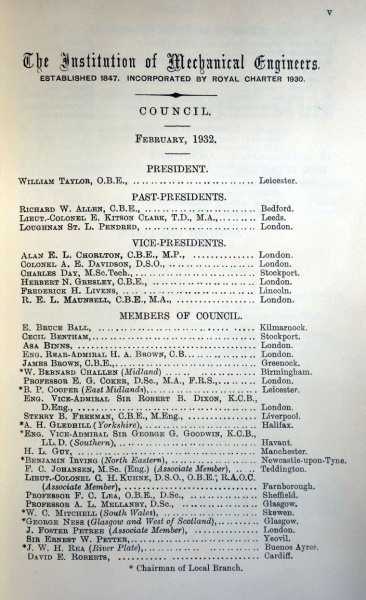 v
The Institution of Mechanical Engineers.
ESTABLISHED 1847. INCORPORATED BY ROYAL CHARTER 1930.
COUNCIL.
FEBRUARY, 1932.
PRESIDENT.
WILLIAM TAYLOR, O.B.E., .......... Leicester.
PAST-PRESIDENTS.
RICHARD W. ALLEN, C.B.E., .......... Bedford.
LIEUT.-COLONEL E. KITSON CLARK, T.D., M.A., .......... Leeds.
LOUGHNAN ST. L. PENDRED, .......... London.
VICE-PRESIDENTS.
ALAN E. L. CHORLTON, C.B.E., M.P., .......... London.
COLONEL A. E. DAVIDSON, D.S.O., .......... London.
CHARLES DAY, M.Sc.Tech., .......... Stockport.
HERBERT N. GRESLEY, C.B.E., .......... London.
FREDERICK H. LIVENS, .......... Lincoln.
R. E. L. MAUNSELL, C.B.E., M.A., .......... London.
MEMBERS OF COUNCIL.
E. BRUCE BALL, .......... Kilmarnock.
CECIL BENTHAM, .......... Stockport.
ASA BINNS, .......... London.
ENG. REAR-ADMIRAL H. A. BROWN, C.B. .......... London.
JAMES BROWN, C.B.E., .......... Greenock.
*W. BERNARD CHALLEN (Midland) .......... Birmingham.
PROFESSOR E. G. COKER, D.Sc., M.A., F.R.S., .......... London.
*B. P. COOPER (East Midlands), .......... Leicester.
ENG. VICE-ADMIRAL SIR ROBERT B. DIXON, K.C.B.,
D.Eng., .......... London.
STERRY B. FREEMAN, C.B.E., M.Eng., .......... Liverpool.
*A. H. GLEDHILL (Yorkshire), .......... Halifax.
*ENG. VICE-ADMIRAL SIR GEORGE G. GOODWIN, K.C.B.,
LL.D. (Southern), .......... Havant.
H. L. GUY, .......... Manchester.
*BENJAMIN IRVING (North Eastern), .......... Newcastle-upon-Tyne.
F. C. JOHANSEN, M.Sc. (Eng.) (Associate Member), .......... Teddington.
LIEUT.-COLONEL C. H. KUHNE, D.S.O., O.B.E., R.A.O.C.
(Associate Member), .......... Farnborough.
PROFESSOR F. C. LEA, O.B.E., D.Sc., .......... Sheffield.
PROFESSOR A. L. MELLANBY, D.Sc., .......... Glasgow.
*W. C. MITCHELL (South Wales), .......... Skewen.
*GEORGE NESS (Glasgow and West of Scotland), .......... Glasgow.
J. FOSTER PETREE (Associate Member), .......... London.
SIR ERNEST W. PETTER, .......... Yeovil.
*J. W. H. REA (River Plate), .......... Buenos Ayres.
DAVID E. ROBERTS, .......... Cardiff.
* Chairman of Local Branch.